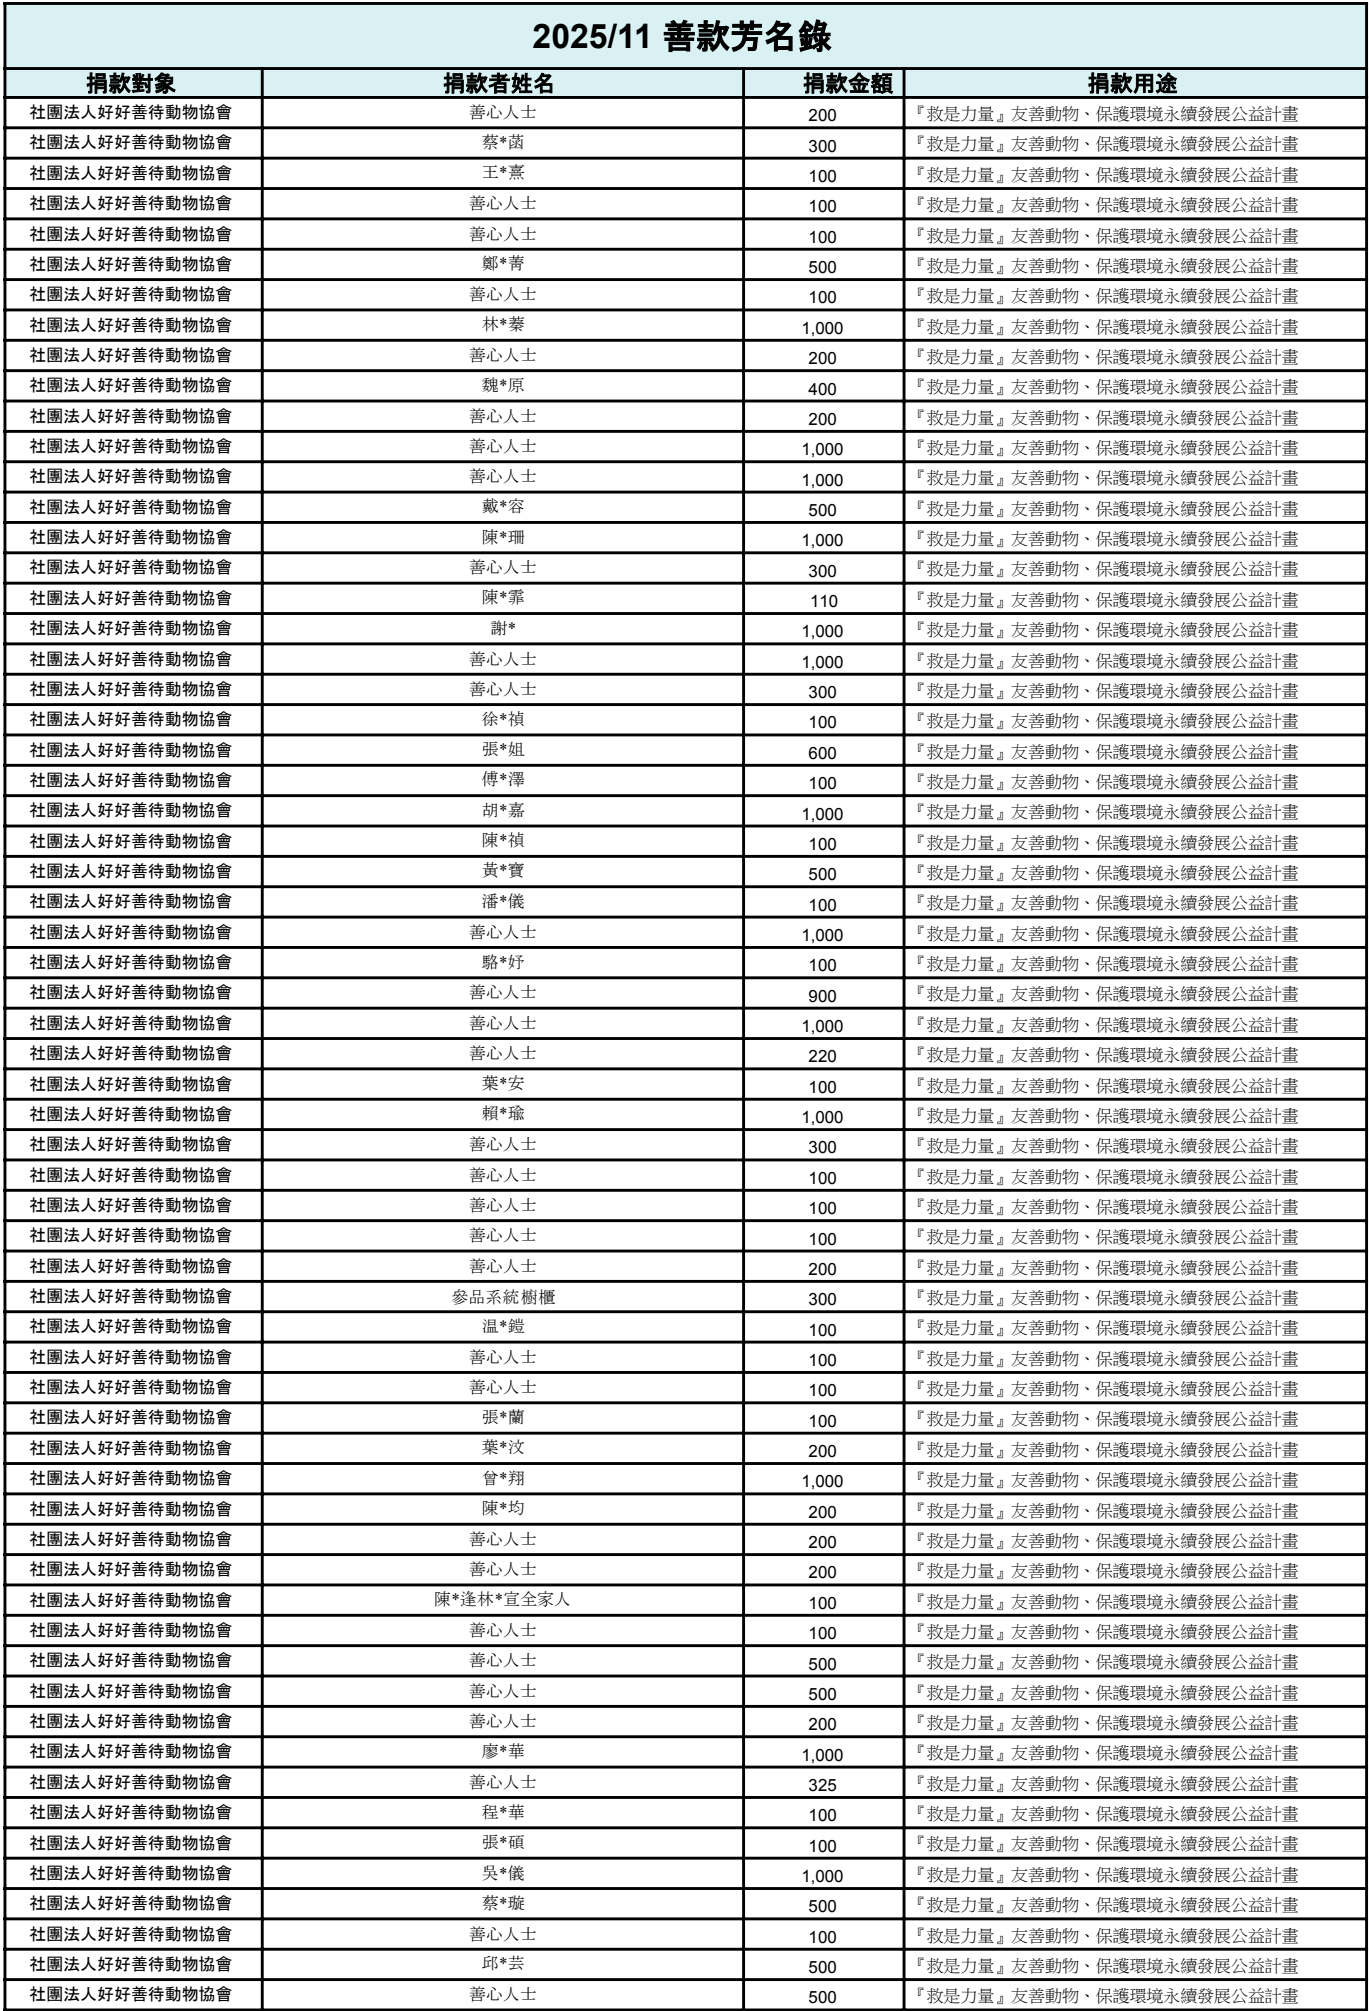 2025/11 善款芳名錄
捐款對象 捐款者姓名 捐款金額 捐款用途
社團法人好好善待動物協會 善心人士 200 『救是力量』友善動物、保護環境永續發展公益計畫
社團法人好好善待動物協會 蔡*菡 300 『救是力量』友善動物、保護環境永續發展公益計畫
社團法人好好善待動物協會 王*熹 100 『救是力量』友善動物、保護環境永續發展公益計畫
社團法人好好善待動物協會 善心人士 100 『救是力量』友善動物、保護環境永續發展公益計畫
社團法人好好善待動物協會 善心人士 100 『救是力量』友善動物、保護環境永續發展公益計畫
社團法人好好善待動物協會 鄭*菁 500 『救是力量』友善動物、保護環境永續發展公益計畫
社團法人好好善待動物協會 善心人士 100 『救是力量』友善動物、保護環境永續發展公益計畫
社團法人好好善待動物協會 林*蓁 1,000 『救是力量』友善動物、保護環境永續發展公益計畫
社團法人好好善待動物協會 善心人士 200 『救是力量』友善動物、保護環境永續發展公益計畫
社團法人好好善待動物協會 魏*原 400 『救是力量』友善動物、保護環境永續發展公益計畫
社團法人好好善待動物協會 善心人士 200 『救是力量』友善動物、保護環境永續發展公益計畫
社團法人好好善待動物協會 善心人士 1,000 『救是力量』友善動物、保護環境永續發展公益計畫
社團法人好好善待動物協會 善心人士 1,000 『救是力量』友善動物、保護環境永續發展公益計畫
社團法人好好善待動物協會 戴*容 500 『救是力量』友善動物、保護環境永續發展公益計畫
社團法人好好善待動物協會 陳*珊 1,000 『救是力量』友善動物、保護環境永續發展公益計畫
社團法人好好善待動物協會 善心人士 300 『救是力量』友善動物、保護環境永續發展公益計畫
社團法人好好善待動物協會 陳*霏 110 『救是力量』友善動物、保護環境永續發展公益計畫
社團法人好好善待動物協會 謝* 1,000 『救是力量』友善動物、保護環境永續發展公益計畫
社團法人好好善待動物協會 善心人士 1,000 『救是力量』友善動物、保護環境永續發展公益計畫
社團法人好好善待動物協會 善心人士 300 『救是力量』友善動物、保護環境永續發展公益計畫
社團法人好好善待動物協會 徐*禎 100 『救是力量』友善動物、保護環境永續發展公益計畫
社團法人好好善待動物協會 張*姐 600 『救是力量』友善動物、保護環境永續發展公益計畫
社團法人好好善待動物協會 傅*澤 100 『救是力量』友善動物、保護環境永續發展公益計畫
社團法人好好善待動物協會 胡*嘉 1,000 『救是力量』友善動物、保護環境永續發展公益計畫
社團法人好好善待動物協會 陳*禎 100 『救是力量』友善動物、保護環境永續發展公益計畫
社團法人好好善待動物協會 黃*寶 500 『救是力量』友善動物、保護環境永續發展公益計畫
社團法人好好善待動物協會 潘*儀 100 『救是力量』友善動物、保護環境永續發展公益計畫
社團法人好好善待動物協會 善心人士 1,000 『救是力量』友善動物、保護環境永續發展公益計畫
社團法人好好善待動物協會 駱*妤 100 『救是力量』友善動物、保護環境永續發展公益計畫
社團法人好好善待動物協會 善心人士 900 『救是力量』友善動物、保護環境永續發展公益計畫
社團法人好好善待動物協會 善心人士 1,000 『救是力量』友善動物、保護環境永續發展公益計畫
社團法人好好善待動物協會 善心人士 220 『救是力量』友善動物、保護環境永續發展公益計畫
社團法人好好善待動物協會 葉*安 100 『救是力量』友善動物、保護環境永續發展公益計畫
社團法人好好善待動物協會 賴*瑜 1,000 『救是力量』友善動物、保護環境永續發展公益計畫
社團法人好好善待動物協會 善心人士 300 『救是力量』友善動物、保護環境永續發展公益計畫
社團法人好好善待動物協會 善心人士 100 『救是力量』友善動物、保護環境永續發展公益計畫
社團法人好好善待動物協會 善心人士 100 『救是力量』友善動物、保護環境永續發展公益計畫
社團法人好好善待動物協會 善心人士 100 『救是力量』友善動物、保護環境永續發展公益計畫
社團法人好好善待動物協會 善心人士 200 『救是力量』友善動物、保護環境永續發展公益計畫
社團法人好好善待動物協會 參品系統櫥櫃 300 『救是力量』友善動物、保護環境永續發展公益計畫
社團法人好好善待動物協會 温*鎧 100 『救是力量』友善動物、保護環境永續發展公益計畫
社團法人好好善待動物協會 善心人士 100 『救是力量』友善動物、保護環境永續發展公益計畫
社團法人好好善待動物協會 善心人士 100 『救是力量』友善動物、保護環境永續發展公益計畫
社團法人好好善待動物協會 張*蘭 100 『救是力量』友善動物、保護環境永續發展公益計畫
社團法人好好善待動物協會 葉*汶 200 『救是力量』友善動物、保護環境永續發展公益計畫
社團法人好好善待動物協會 曾*翔 1,000 『救是力量』友善動物、保護環境永續發展公益計畫
社團法人好好善待動物協會 陳*均 200 『救是力量』友善動物、保護環境永續發展公益計畫
社團法人好好善待動物協會 善心人士 200 『救是力量』友善動物、保護環境永續發展公益計畫
社團法人好好善待動物協會 善心人士 200 『救是力量』友善動物、保護環境永續發展公益計畫
社團法人好好善待動物協會 陳*逢林*宣全家人 100 『救是力量』友善動物、保護環境永續發展公益計畫
社團法人好好善待動物協會 善心人士 100 『救是力量』友善動物、保護環境永續發展公益計畫
社團法人好好善待動物協會 善心人士 500 『救是力量』友善動物、保護環境永續發展公益計畫
社團法人好好善待動物協會 善心人士 500 『救是力量』友善動物、保護環境永續發展公益計畫
社團法人好好善待動物協會 善心人士 200 『救是力量』友善動物、保護環境永續發展公益計畫
社團法人好好善待動物協會 廖*華 1,000 『救是力量』友善動物、保護環境永續發展公益計畫
社團法人好好善待動物協會 善心人士 325 『救是力量』友善動物、保護環境永續發展公益計畫
社團法人好好善待動物協會 程*華 100 『救是力量』友善動物、保護環境永續發展公益計畫
社團法人好好善待動物協會 張*碩 100 『救是力量』友善動物、保護環境永續發展公益計畫
社團法人好好善待動物協會 吳*儀 1,000 『救是力量』友善動物、保護環境永續發展公益計畫
社團法人好好善待動物協會 蔡*璇 500 『救是力量』友善動物、保護環境永續發展公益計畫
社團法人好好善待動物協會 善心人士 100 『救是力量』友善動物、保護環境永續發展公益計畫
社團法人好好善待動物協會 邱*芸 500 『救是力量』友善動物、保護環境永續發展公益計畫
社團法人好好善待動物協會 善心人士 500 『救是力量』友善動物、保護環境永續發展公益計畫